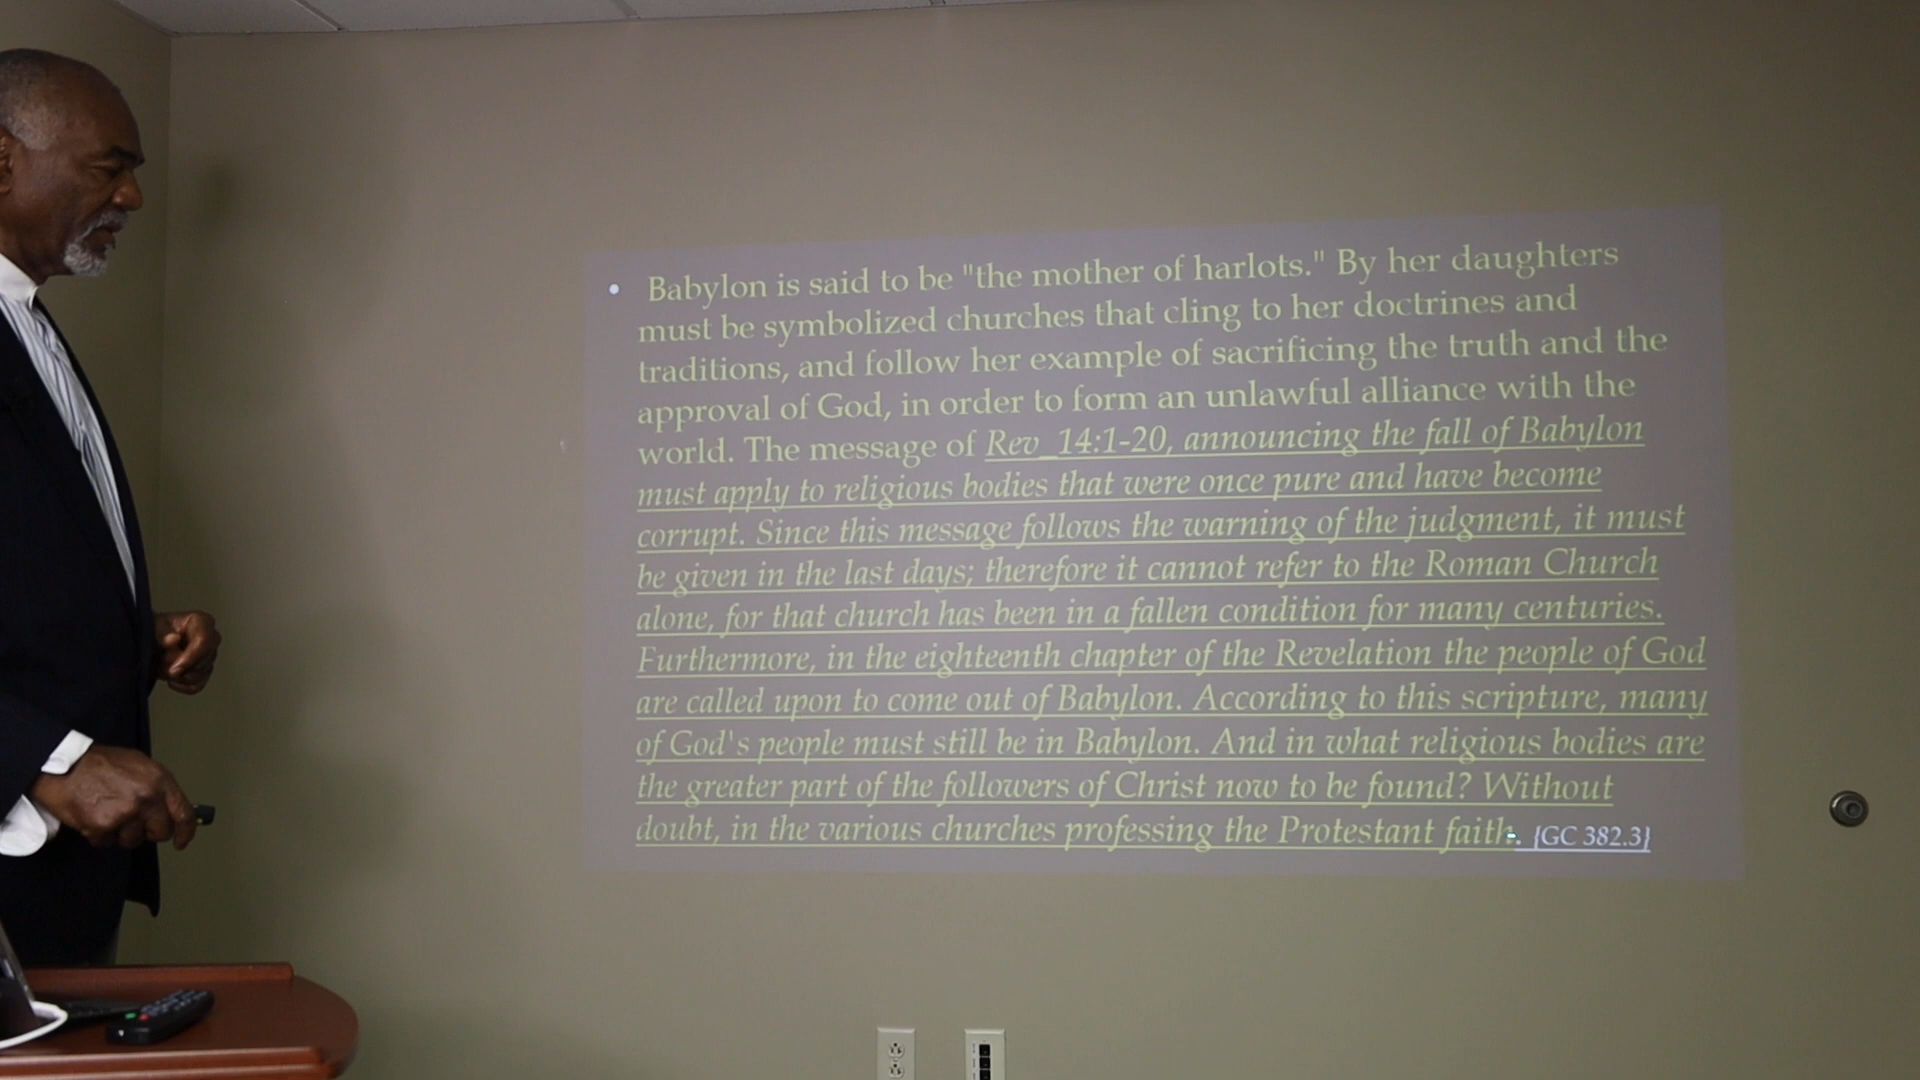 • Babylon is said to be "the mother of harlots." By her daughters
must be symbolized churches that cling to her doctrines and
traditions, and follow her example of sacrificing the truth and the
approval of God, in order to form an unlawful alliance with the
world. The message of Rev_14:1-20, announcing the fall of Babylon
must apply to religious bodies that were once pure and have become
corrupt. Since this message follows the warning of the judgment, it must
be given in the last days; therefore it cannot refer to the Roman Church
alone, for that church has been in a fallen condition for many centuries.
Furthermore, in the eighteenth chapter of the Revelation the people of God
are called upon to come out of Babylon. According to this scripture, many
of God's people must still be in Babylon. And in what religious bodies are
the greater part of the followers of Christ now to be found? Without
doubt, in the various churches professing the Protestant faith. {GC 382.3}